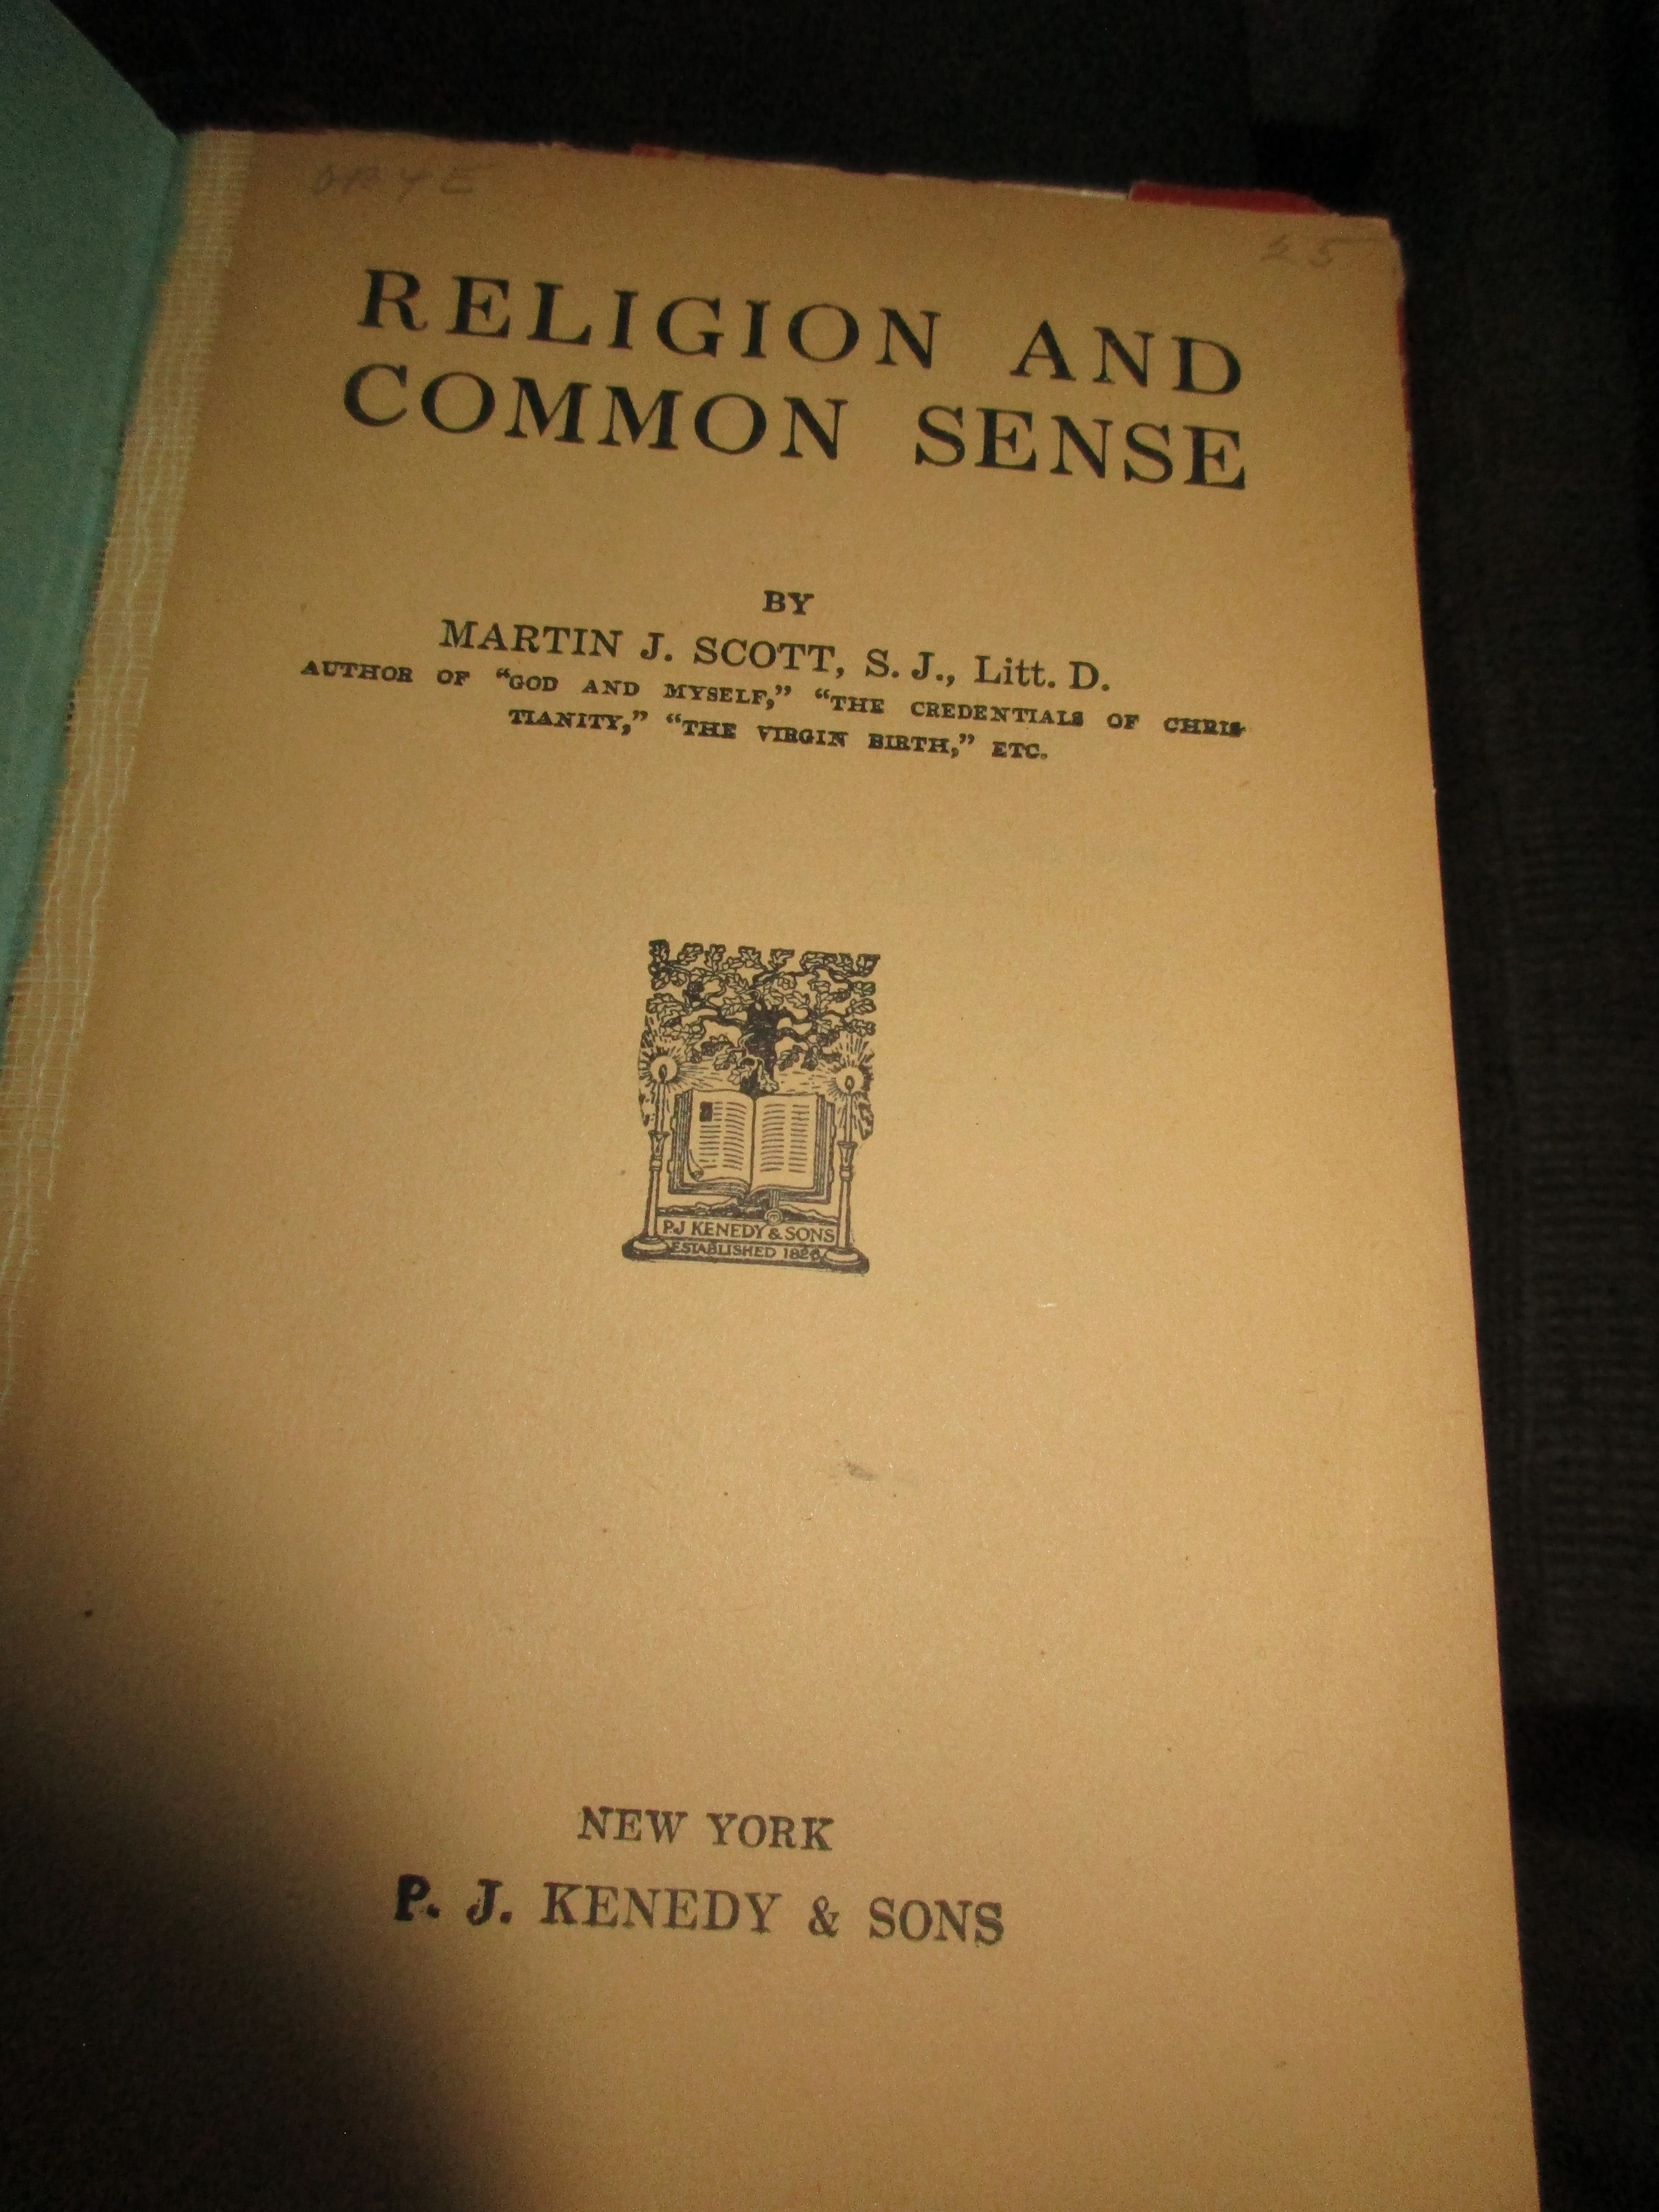 25
RELIGION AND
COMMON SENSE
BY
MARTIN J. SCOTT, S. J., Litt. D.
AUTHOR OF "GOD AND MYSELF," "THE CREDENTIALS OF CHRIS-
TIANITY," "THE VIRGIN BIRTH," ETC.
P.J KENEDY & SONS
ESTABLISHED 1826
NEW YORK
P. J. KENEDY & SONS